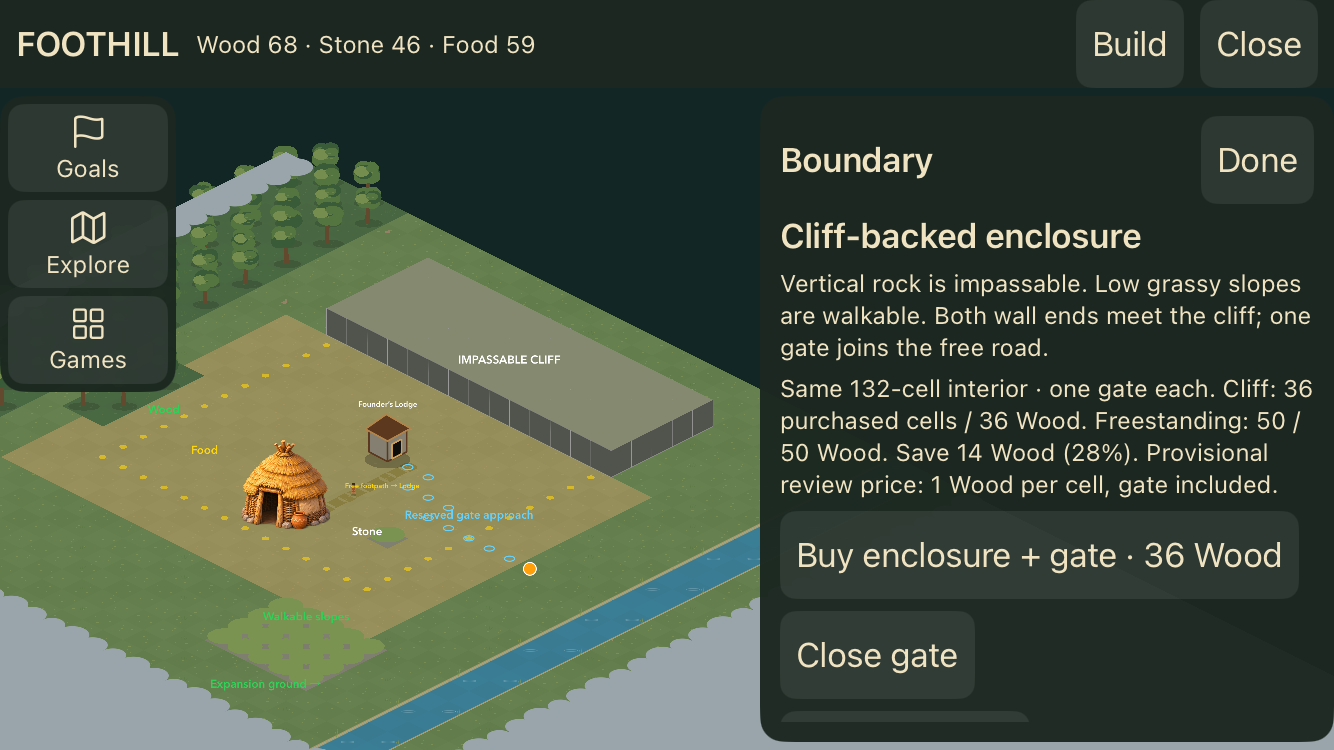 FOOTHILL
Wood 68 · Stone 46 · Food 59
Build
Close
Goals
Explore
Games
IMPASSABLE CLIFF
Founder's Lodge
Wood
Food
Free footpath → Lodge
Reserved gate approach
Stone
Walkable slopes
Expansion ground
Boundary
Done
Cliff-backed enclosure
Vertical rock is impassable. Low grassy slopes
are walkable. Both wall ends meet the cliff; one
gate joins the free road.
Same 132-cell interior · one gate each. Cliff: 36
purchased cells / 36 Wood. Freestanding: 50 /
50 Wood. Save 14 Wood (28%). Provisional
review price: 1 Wood per cell, gate included.
Buy enclosure + gate · 36 Wood
Close gate